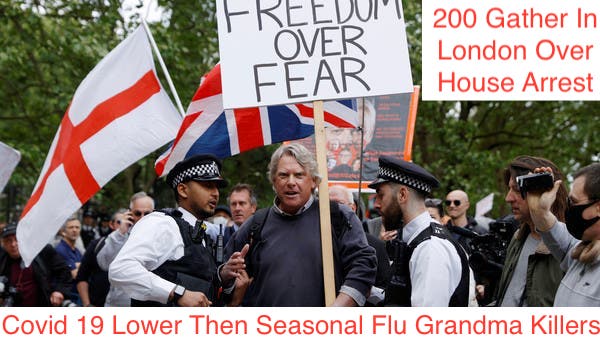 FREEDOM
OVER
FEAR
200 Gather In
London Over
House Arrest
Covid 19 Lower Then Seasonal Flu Grandma Killers